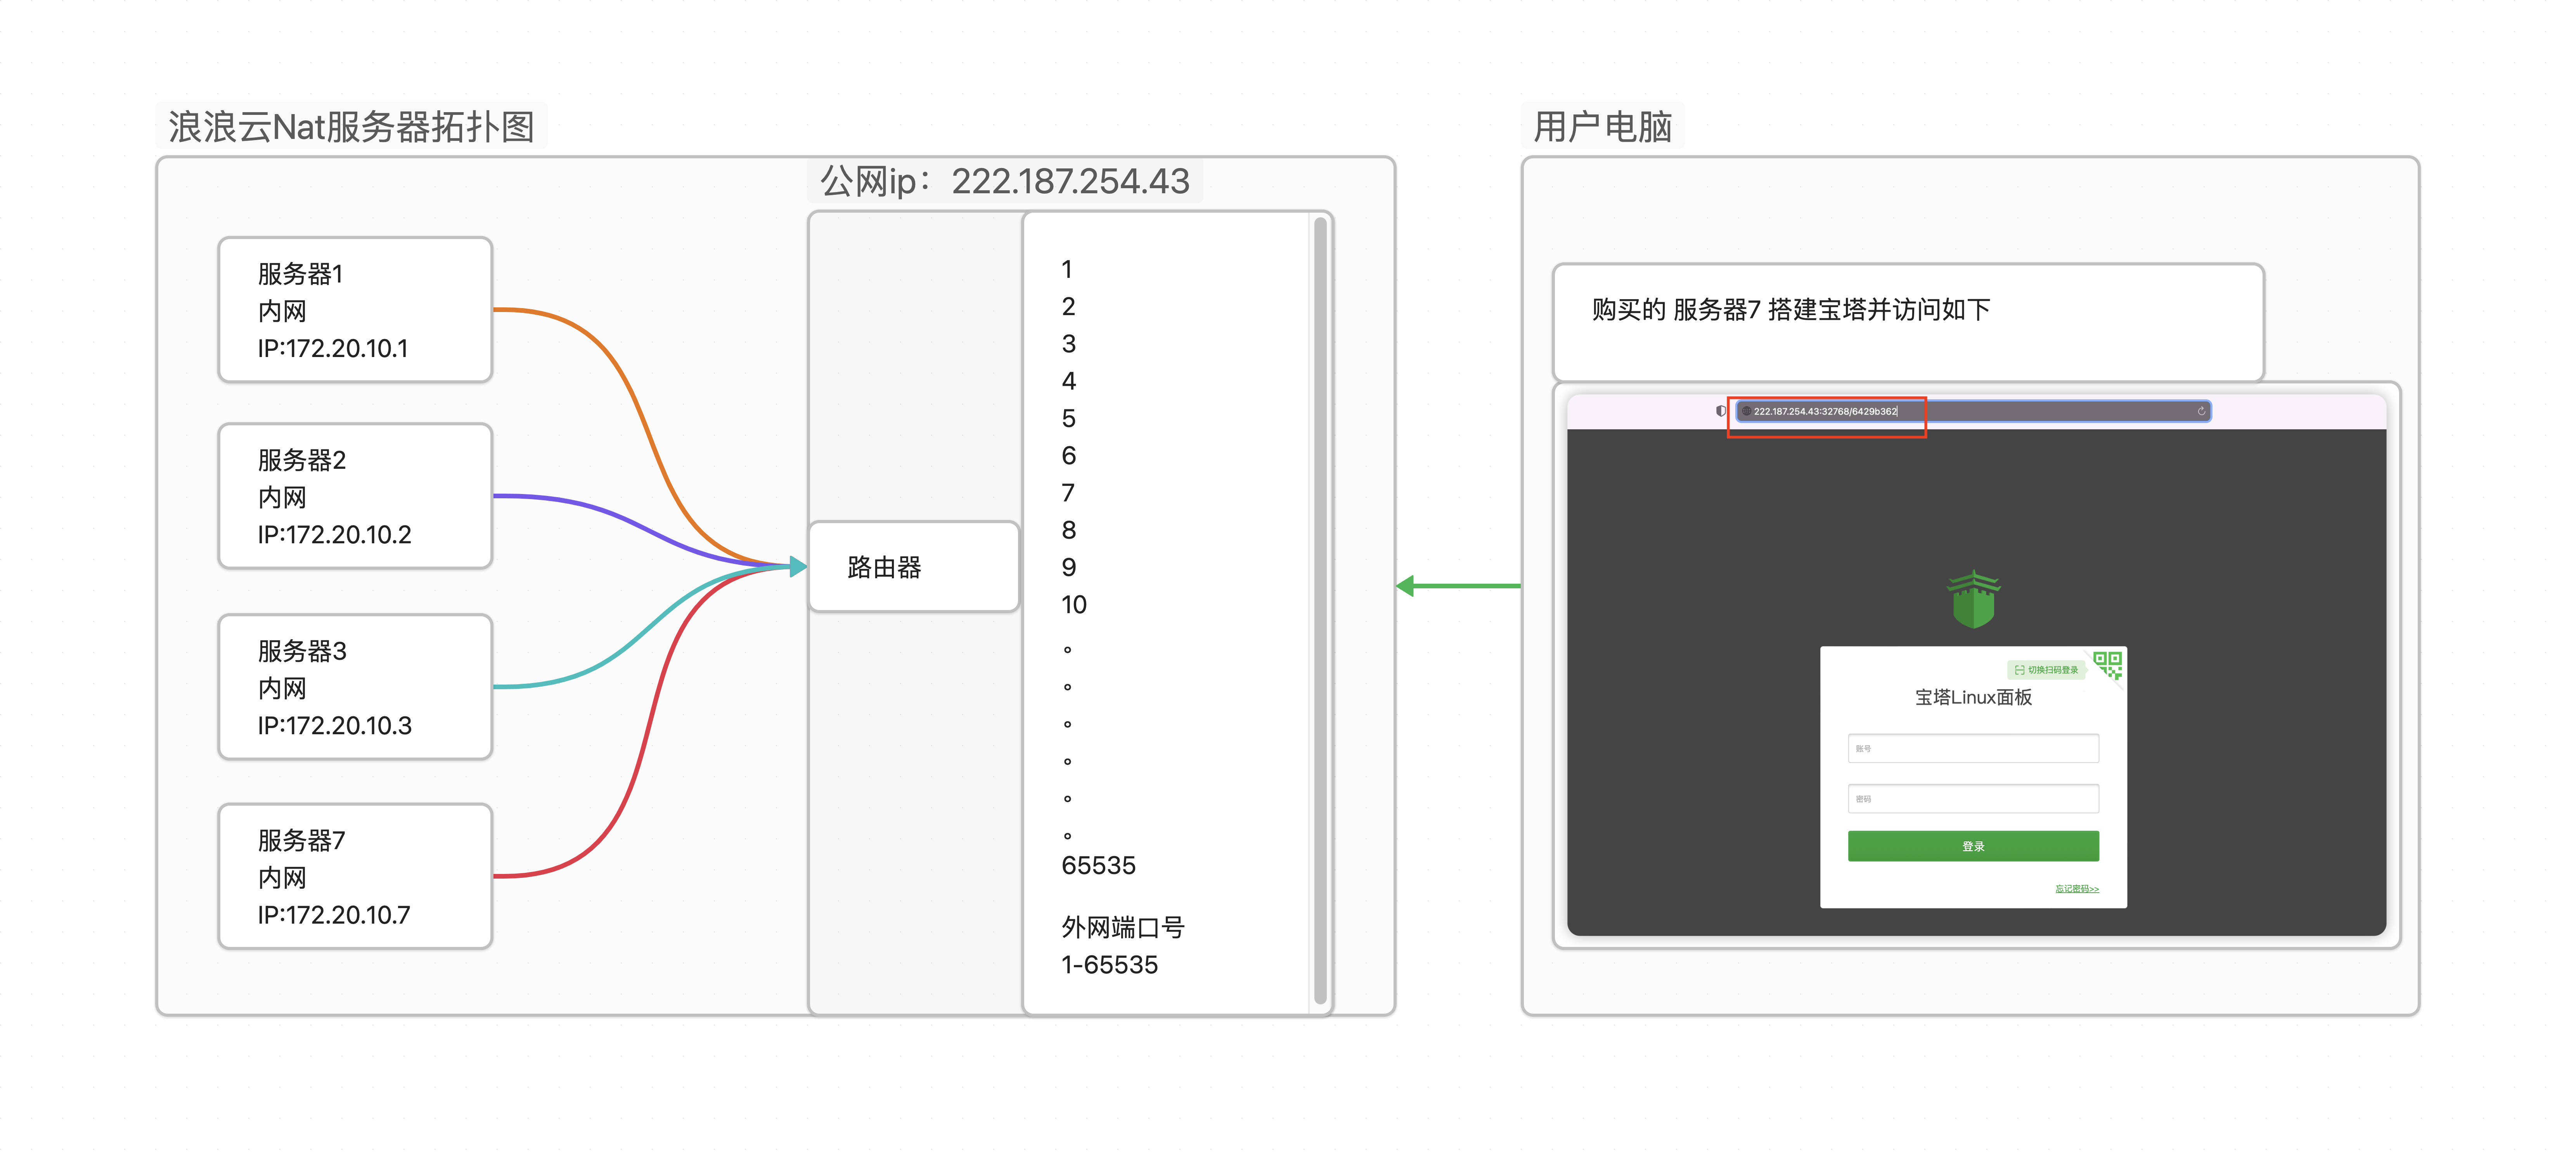 浪浪云Nat服务器拓扑图
公网ip：222.187.254.43
服务器1
内网
IP:172.20.10.1
服务器2
内网
IP:172.20.10.2
服务器3
内网
IP:172.20.10.3
服务器7
内网
IP:172.20.10.7
路由器
1
2
3
4
5
6
7
8
9
10
。
。
。
。
。
。
65535
外网端口号
1-65535
用户电脑
购买的 服务器7 搭建宝塔并访问如下
222.187.254.43:32768/6429b362
切换扫码登录
宝塔Linux面板
账号
密码
登录
忘记密码>>